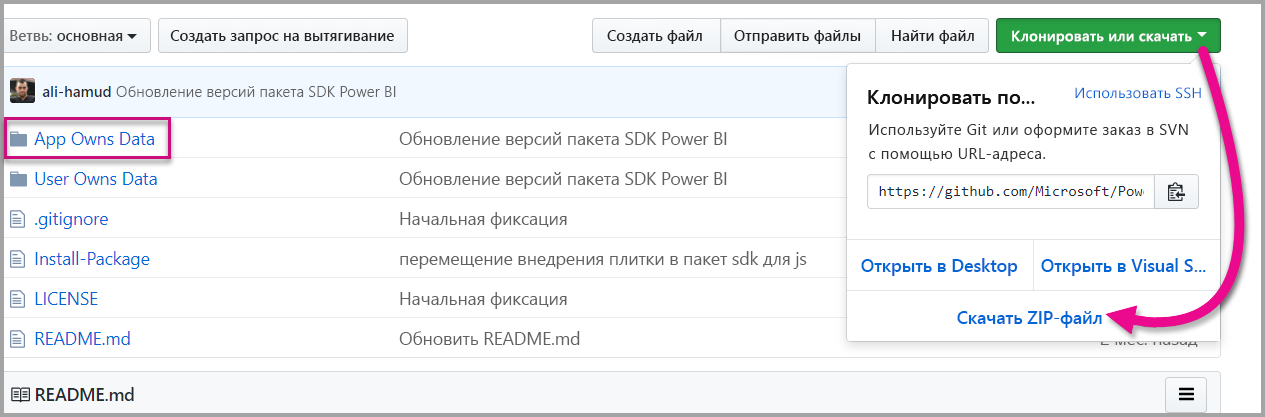 Ветвь: основная
Создать запрос на вытягивание
Создать файл
Отправить файлы
Найти файл
Клонировать или скачать
ali-hamud Обновление версий пакета SDK Power BI
App Owns Data
Обновление версий пакета SDK Power BI
User Owns Data
Обновление версий пакета SDK Power BI
.gitignore
Начальная фиксация
Install-Package
перемещение внедрения плитки в пакет sdk для js
LICENSE
Начальная фиксация
README.md
Обновить README.md
Клонировать по...
Использовать SSH
Используйте Git или оформите заказ в SVN
с помощью URL-адреса.
https://github.com/Microsoft/Pow
Открыть в Desktop
Открыть в Visual S...
Скачать ZIP-файл
README.md